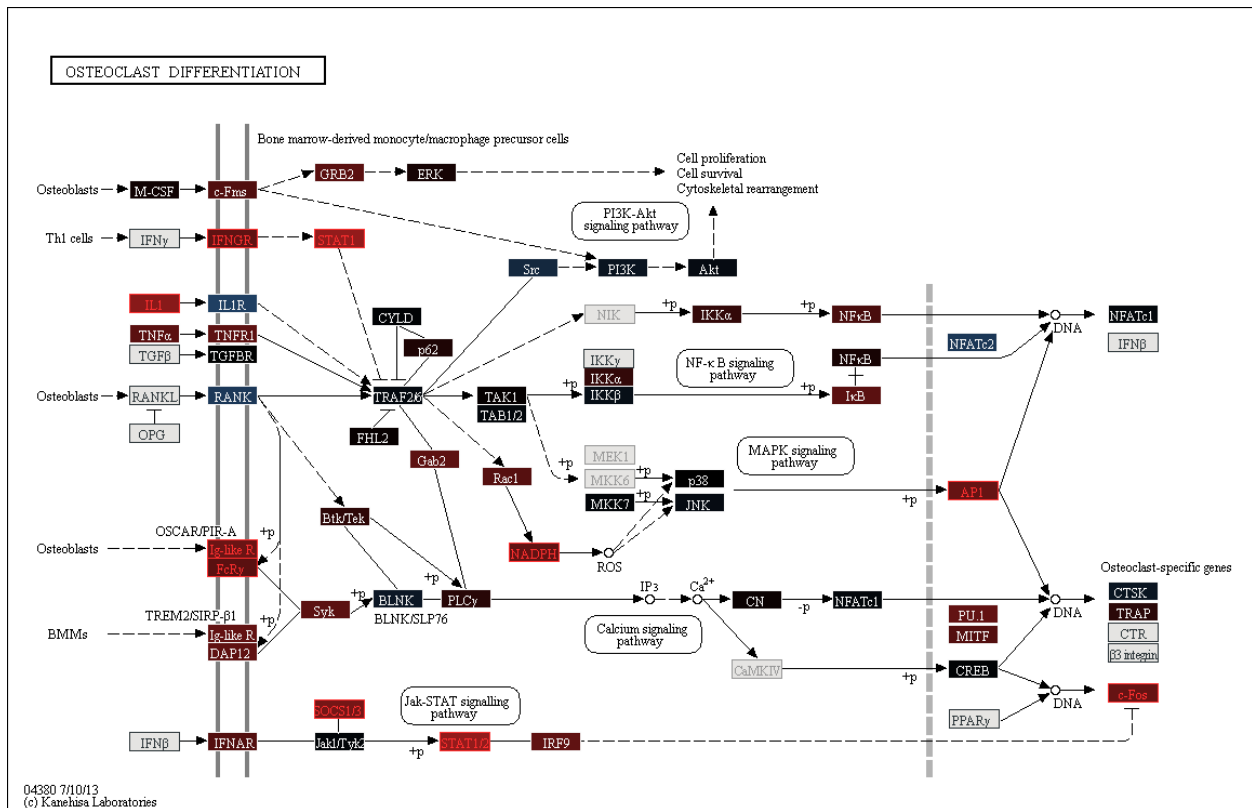 OSTEOCLAST DIFFERENTIATION
Bone marrow-derived monocyte/macrophage precursor cells
Osteoblasts
M-CSF
c-Fms
GRB2
ERK
Cell proliferation
Cell survival
Cytoskeletal rearrangement
PI3K-Akt
signaling pathway
Th1 cells
IFNγ
IFNGR
STAT1
Src
PI3K
Akt
IL1
IL1R
CYLD
NIK
+p
IKKα
+p
NFκB
DNA
NFATc1
TNFα
TNFR1
p62
NFATc2
IFNβ
TGFβ
TGFBR
IKKγ
IKKα
IKKβ
+p
NF-κ B signaling
pathway
NFκB
IκB
Osteoblasts
RANKL
RANK
TRAF2/6
TAK1
TAB1/2
OPG
FHL2
Gab2
Rac1
+p
MEK1
MKK6
MKK7
+p
+p
p38
JNK
MAPK signaling
pathway
+p
AP1
Btk/Tek
OSCAR/PIR-A
+p
Osteoblasts
Ig-like R
FcRγ
NADPH
ROS
Syk
+p
BLNK
BLNK/SLP76
+p
PLCγ
IP3
Ca2+
CN
-p
NFATc1
DNA
Osteoclast-specific genes
CTSK
TRAP
CTR
β3 integrin
PU.1
MITF
TREM2/SIRP-β1
BMMs
Ig-like R
DAP12
+p
Calcium signaling
pathway
CaMKIV
+p
CREB
PPARγ
DNA
c-Fos
SOCS1/3
Jak-STAT signalling
pathway
IFNβ
IFNAR
Jak1/Tyk2
+p
STAT1/2
IRF9
04380 7/10/13
(c) Kanehisa Laboratories